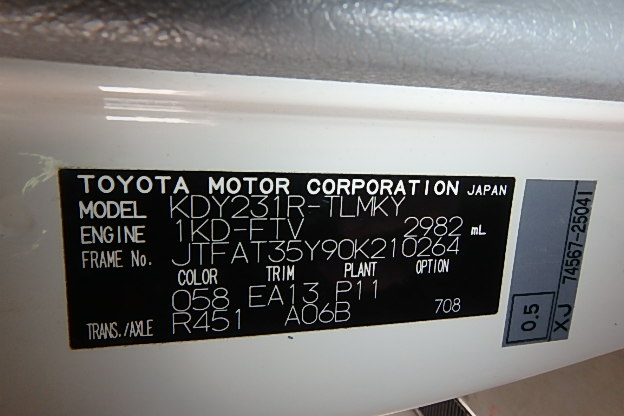 TOYOTA MOTOR CORPORATION JAPAN
MODEL KDY231R-TLMKY
ENGINE 1KD-FTV 2982 mL
FRAME No. JTFAT35Y90K210264
COLOR TRIM PLANT OPTION
058 EA13 P11 708
TRANS./AXLE R451 A06B
0.5 XJ 74567-25041